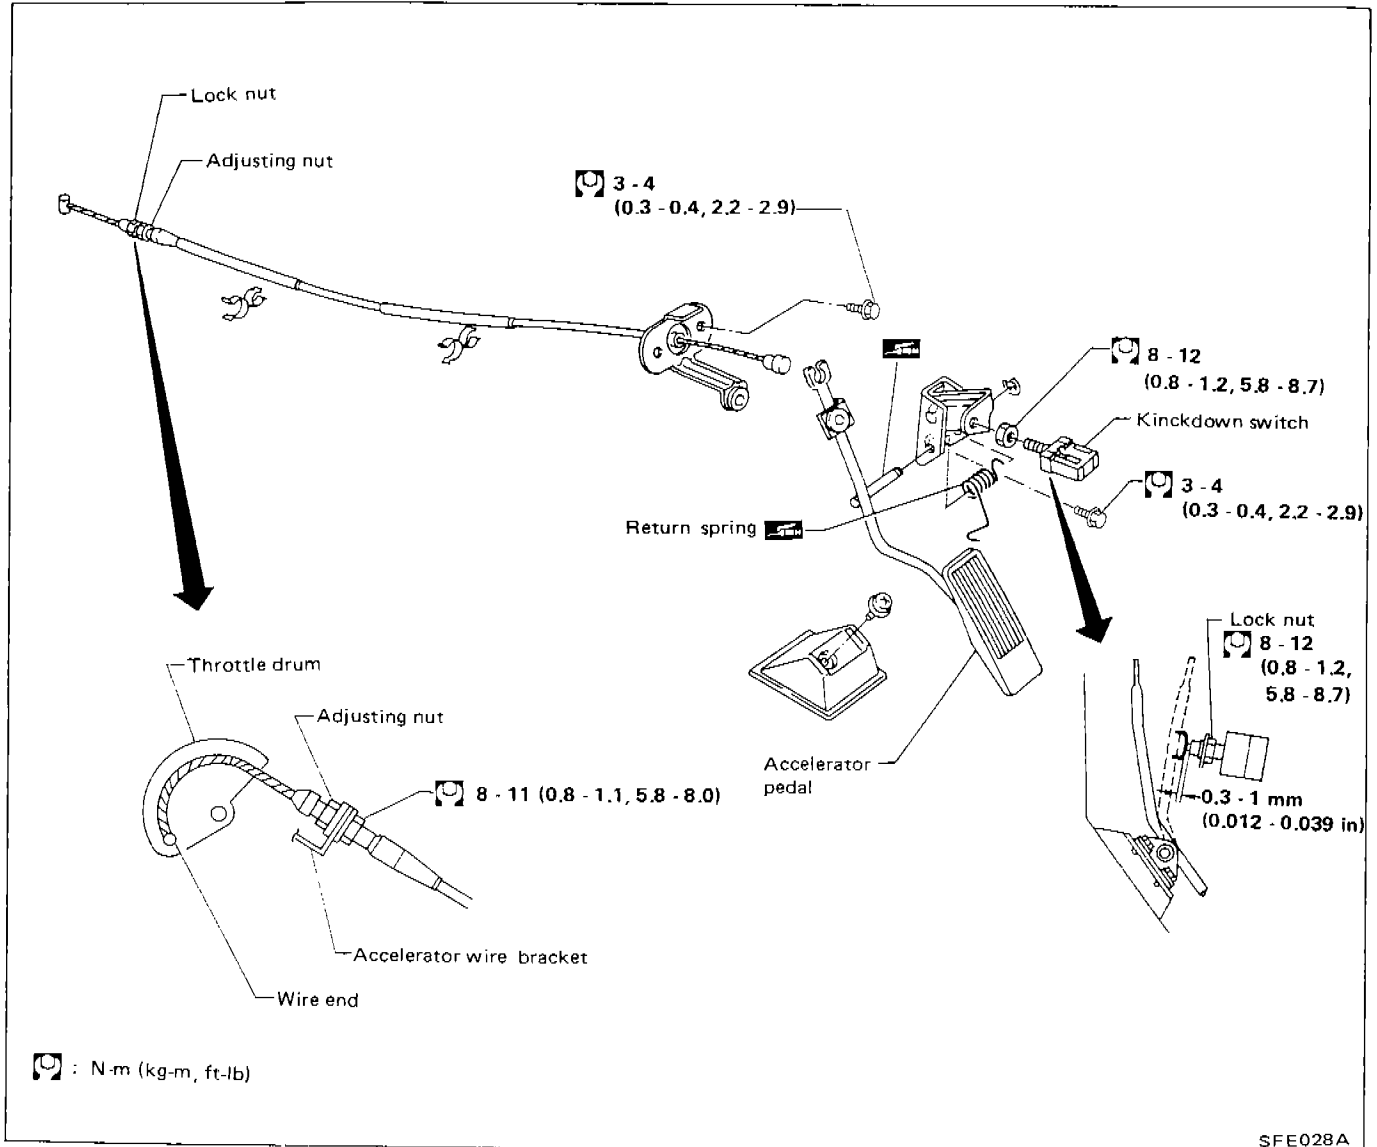 Lock nut
Adjusting nut
3 - 4
(0.3 - 0.4, 2.2 - 2.9)
8 - 12
(0.8 - 1.2, 5.8 - 8.7)
Kinckdown switch
3 - 4
(0.3 - 0.4, 2.2 - 2.9)
Return spring
Lock nut
8 - 12
(0.8 - 1.2,
5.8 - 8.7)
Throttle drum
Adjusting nut
Accelerator
pedal
8 - 11 (0.8 - 1.1, 5.8 - 8.0)
0.3 - 1 mm
(0.012 - 0.039 in)
Accelerator wire bracket
Wire end
: N-m (kg-m, ft-lb)
SFE028A